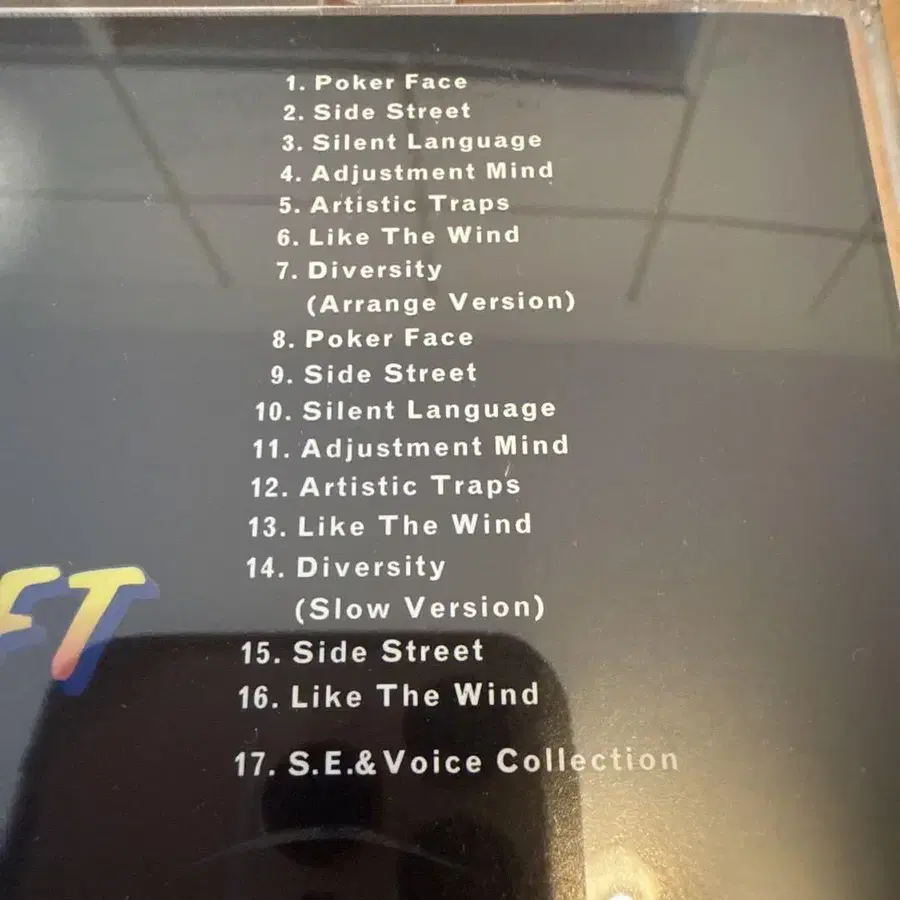 1. Poker Face
2. Side Street
3. Silent Language
4. Adjustment Mind
5. Artistic Traps
6. Like The Wind
7. Diversity
(Arrange Version)
8. Poker Face
9. Side Street
10. Silent Language
11. Adjustment Mind
12. Artistic Traps
13. Like The Wind
14. Diversity
(Slow Version)
FT
15. Side Street
16. Like The Wind
17. S.E.&Voice Collection